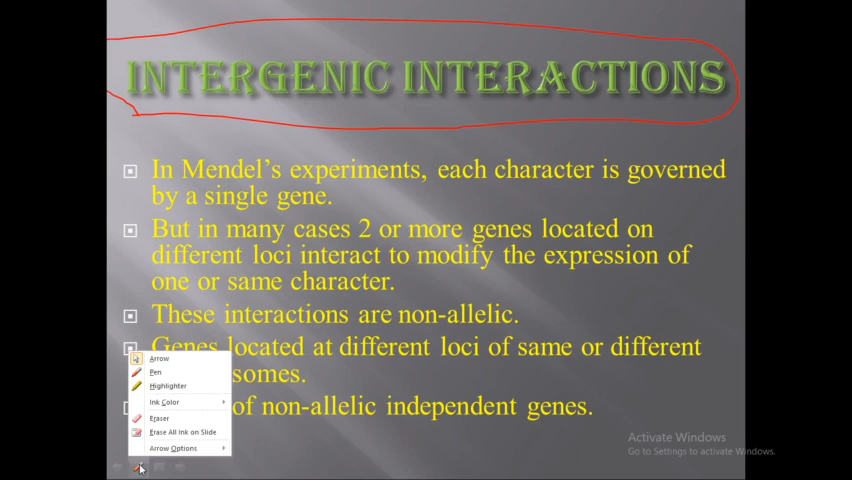 INTERGENIC INTERACTIONS
In Mendel's experiments, each character is governed
by a single gene.
But in many cases 2 or more genes located on
different loci interact to modify the expression of
one or same character.
These interactions are non-allelic.
Genes located at different loci of same or different
somes.
of non-allelic independent genes.
Arrow
Pen
Highlighter
Ink Color
Eraser
Erase All Ink on Slide
Arrow Options
Activate Windows
Go to Settings to activate Windows.